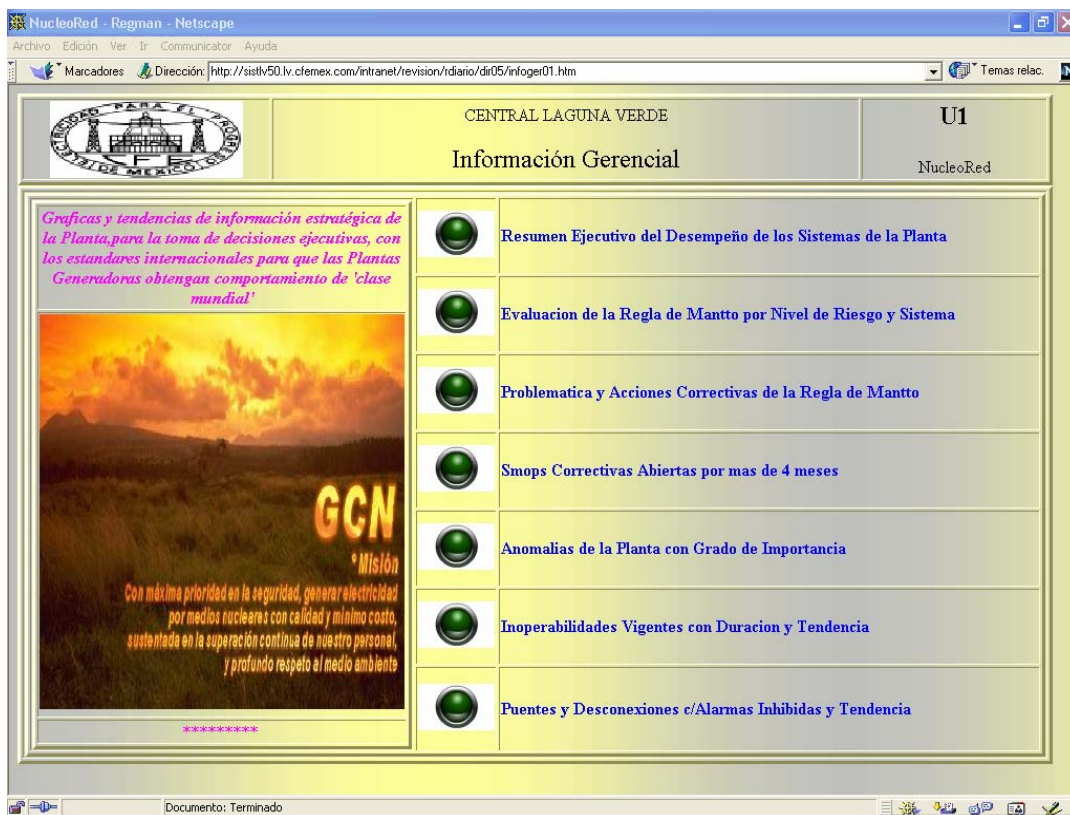 NucleoRed - Regman - Netscape
Archivo Edición Ver Ir Communicator Ayuda
Marcadores Dirección: http://sistlv50.lv.cfemex.com/intranet/revision/rdiario/dir05/infoger01.htm Temas relac.
ELECTRICIDAD PARA EL PROGRESO DE MEXICO
CFE
CENTRAL LAGUNA VERDE
Información Gerencial
U1
NucleoRed
Graficas y tendencias de información estratégica de
la Planta,para la toma de decisiones ejecutivas, con
los estandares internacionales para que las Plantas
Generadoras obtengan comportamiento de 'clase
mundial'
GCN
°Misión
Con máxima prioridad en la seguridad, generar electricidad
por medios nucleares con calidad y mínimo costo,
sustentada en la superación continua de nuestro personal,
y profundo respeto al medio ambiente
*********
Resumen Ejecutivo del Desempeño de los Sistemas de la Planta
Evaluacion de la Regla de Mantto por Nivel de Riesgo y Sistema
Problematica y Acciones Correctivas de la Regla de Mantto
Smops Correctivas Abiertas por mas de 4 meses
Anomalias de la Planta con Grado de Importancia
Inoperabilidades Vigentes con Duracion y Tendencia
Puentes y Desconexiones c/Alarmas Inhibidas y Tendencia
Documento: Terminado